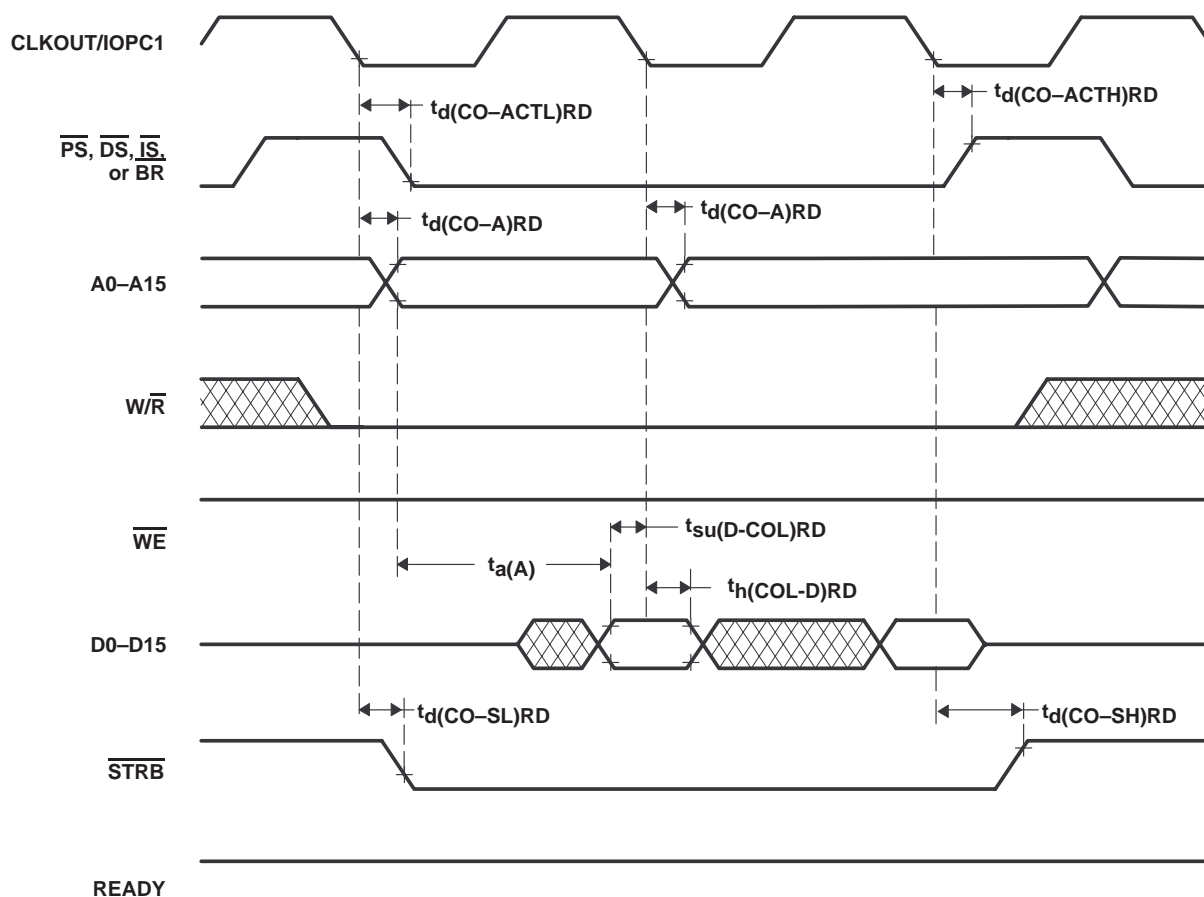 CLKOUT/IOPC1
td(CO–ACTL)RD
td(CO–ACTH)RD
PS, DS, IS,
or BR
td(CO–A)RD
td(CO–A)RD
A0–A15
W/R
WE
tsu(D-COL)RD
ta(A)
th(COL-D)RD
D0–D15
td(CO–SL)RD
td(CO–SH)RD
STRB
READY